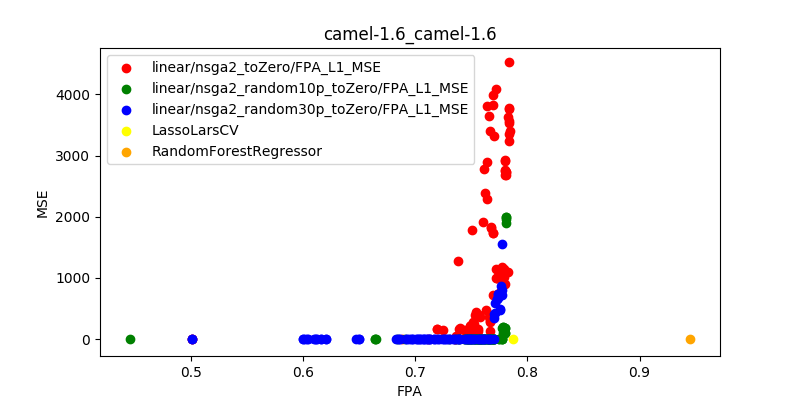 camel-1.6_camel-1.6
linear/nsga2_toZero/FPA_L1_MSE
linear/nsga2_random10p_toZero/FPA_L1_MSE
linear/nsga2_random30p_toZero/FPA_L1_MSE
LassoLarsCV
RandomForestRegressor
MSE
4000
3000
2000
1000
0
0.5 0.6 0.7 0.8 0.9
FPA